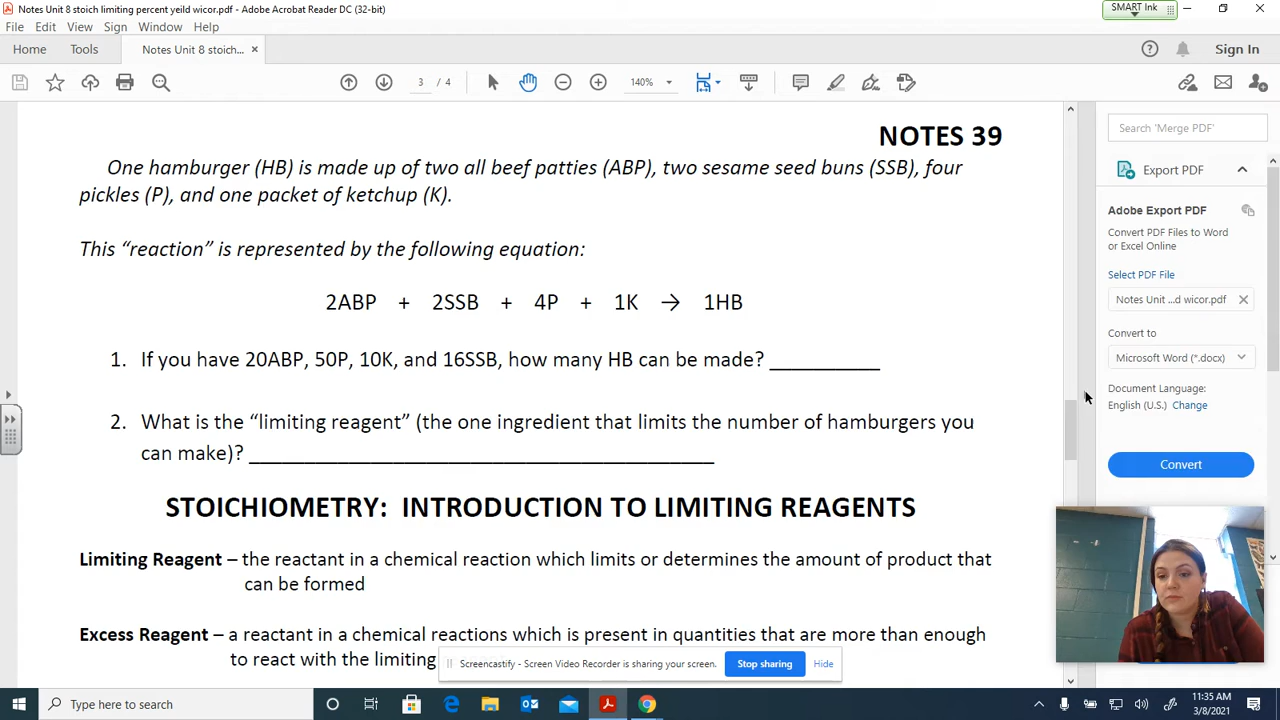 Notes Unit 8 stoich limiting percent yeild wicor.pdf - Adobe Acrobat Reader DC (32-bit)
SMART Ink
File Edit View Sign Window Help
Home Tools Notes Unit 8 stoich... × Sign In
3 / 4 140%
NOTES 39
One hamburger (HB) is made up of two all beef patties (ABP), two sesame seed buns (SSB), four
pickles (P), and one packet of ketchup (K).
This “reaction” is represented by the following equation:
2ABP + 2SSB + 4P + 1K → 1HB
1. If you have 20ABP, 50P, 10K, and 16SSB, how many HB can be made? __________
2. What is the “limiting reagent” (the one ingredient that limits the number of hamburgers you
can make)? __________________________________________
STOICHIOMETRY: INTRODUCTION TO LIMITING REAGENTS
Limiting Reagent – the reactant in a chemical reaction which limits or determines the amount of product that
can be formed
Excess Reagent – a reactant in a chemical reactions which is present in quantities that are more than enough
to react with the limiting
Search 'Merge PDF'
Export PDF
Adobe Export PDF
Convert PDF Files to Word
or Excel Online
Select PDF File
Notes Unit ...d wicor.pdf ×
Convert to
Microsoft Word (*.docx)
Document Language:
English (U.S.) Change
Convert
Screencastify - Screen Video Recorder is sharing your screen. Stop sharing Hide
Type here to search
11:35 AM
3/8/2021